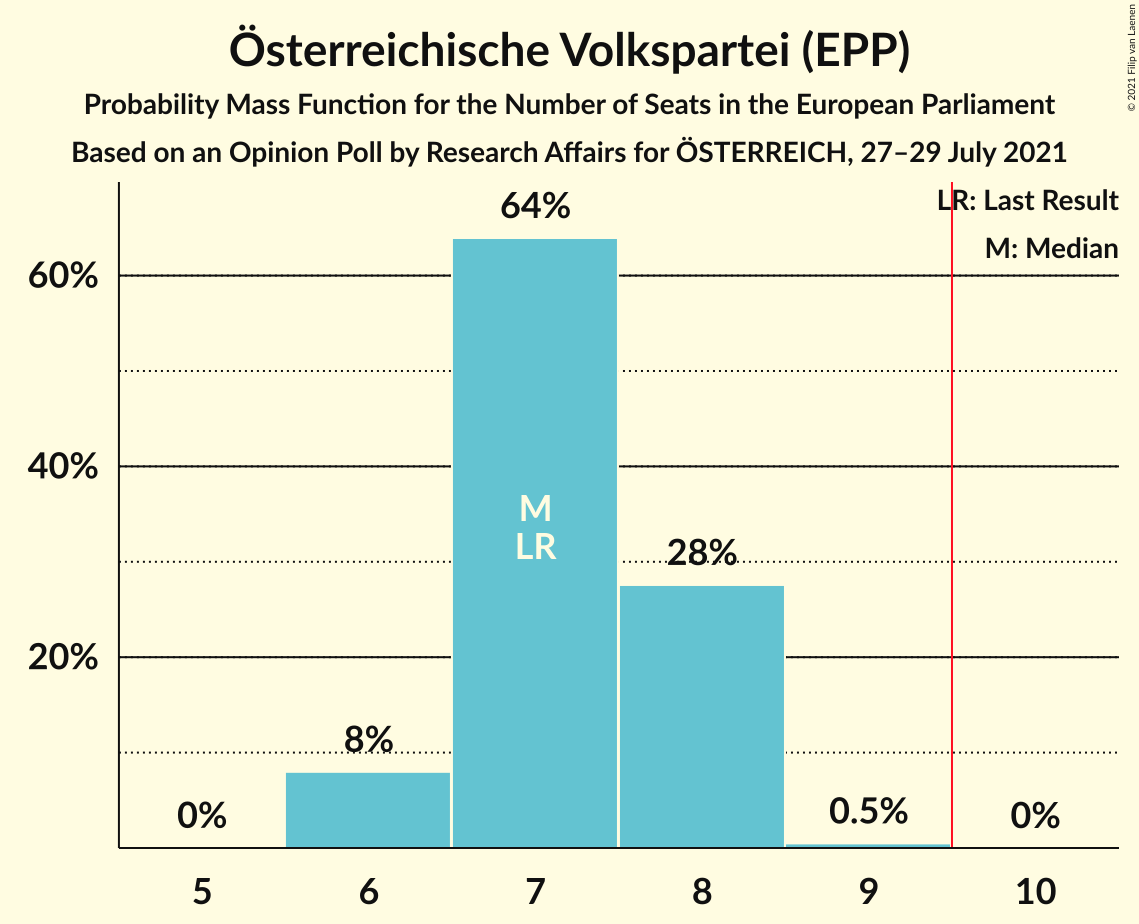 Österreichische Volkspartei (EPP)
Probability Mass Function for the Number of Seats in the European Parliament
Based on an Opinion Poll by Research Affairs for ÖSTERREICH, 27–29 July 2021
© 2021 Filip van Laenen
LR: Last Result
M: Median
64%
60%
40%
M
LR
28%
20%
8%
0%
0.5%
0%
5 6 7 8 9 10